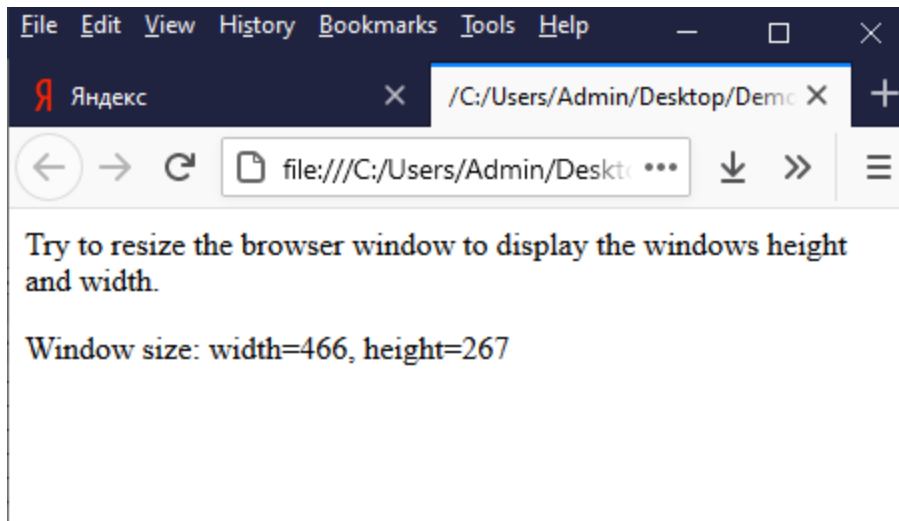 File Edit View History Bookmarks Tools Help
Я Яндекс /C:/Users/Admin/Desktop/Demo
file:///C:/Users/Admin/Deskto
Try to resize the browser window to display the windows height
and width.
Window size: width=466, height=267